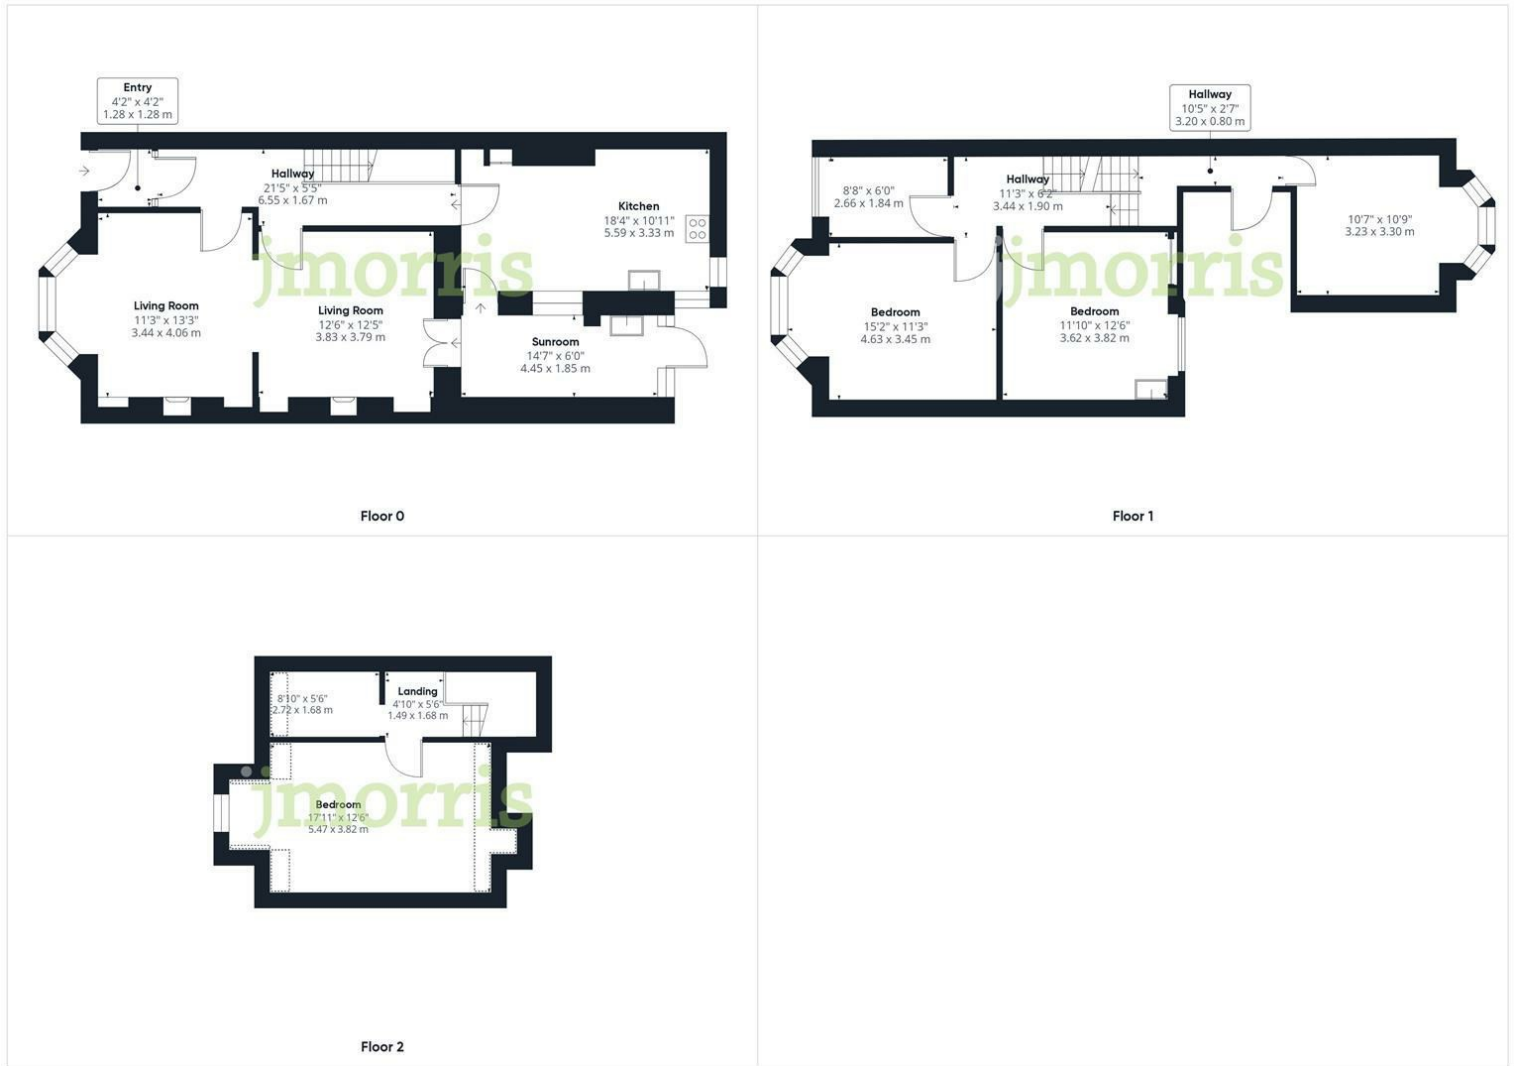 Entry
4'2" x 4'2"
1.28 x 1.28 m
Hallway
21'5" x 5'5"
6.55 x 1.67 m
Kitchen
18'4" x 10'11"
5.59 x 3.33 m
Living Room
11'3" x 13'3"
3.44 x 4.06 m
Living Room
12'6" x 12'5"
3.83 x 3.79 m
Sunroom
14'7" x 6'0"
4.45 x 1.85 m
jmorris
Floor 0
Hallway
10'5" x 2'7"
3.20 x 0.80 m
8'8" x 6'0"
2.66 x 1.84 m
Hallway
11'3" x 6'2"
3.44 x 1.90 m
10'7" x 10'9"
3.23 x 3.30 m
Bedroom
15'2" x 11'3"
4.63 x 3.45 m
Bedroom
11'10" x 12'6"
3.62 x 3.82 m
jmorris
Floor 1
8'10" x 5'6"
2.72 x 1.68 m
Landing
4'10" x 5'6"
1.49 x 1.68 m
Bedroom
17'11" x 12'6"
5.47 x 3.82 m
jmorris
Floor 2